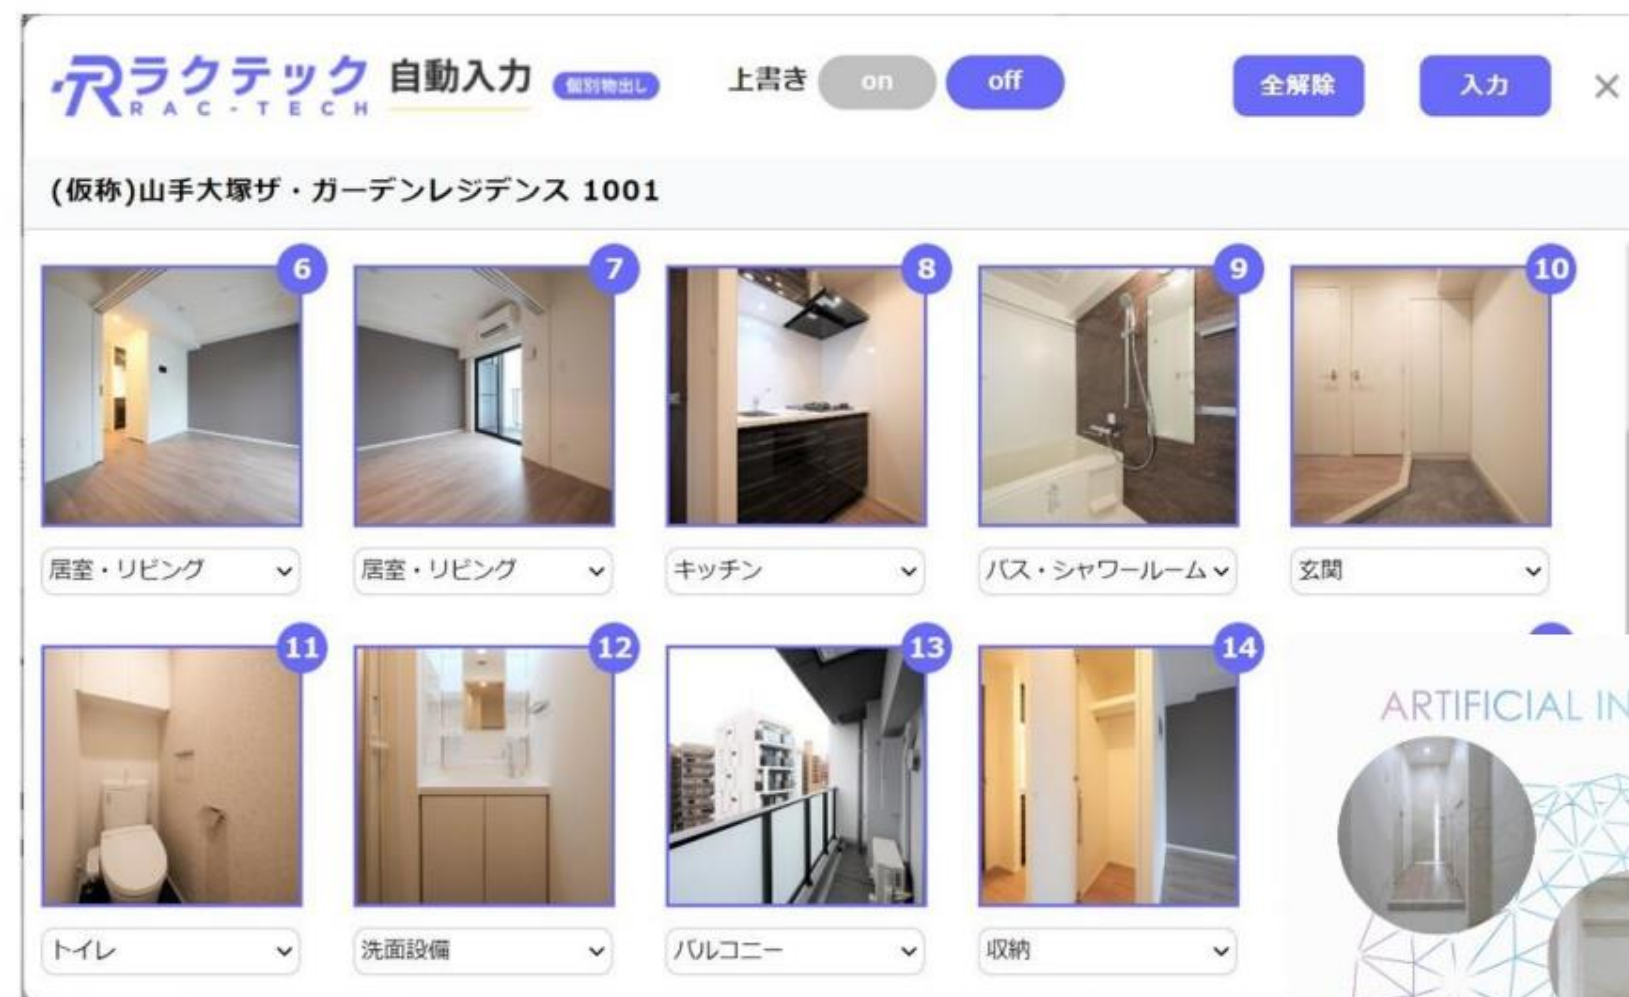 ラクテック 自動入力 個別物出し 上書き on off 全解除 入力 ×
RAC-TECH
(仮称)山手大塚ザ・ガーデンレジデンス 1001
6 7 8 9 10
居室・リビング 居室・リビング キッチン バス・シャワールーム 玄関
11 12 13 14
ARTIFICIAL IN
トイレ 洗面設備 バルコニー 収納